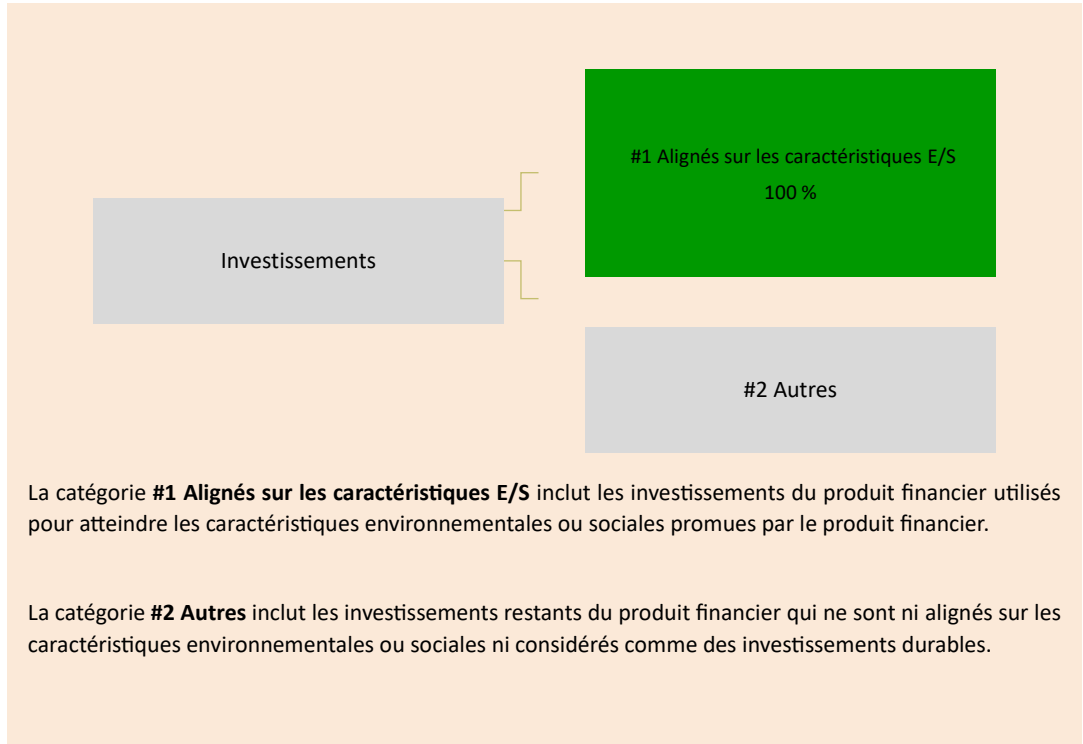 #1 Alignés sur les caractéristiques E/S
100 %
Investissements
#2 Autres
La catégorie #1 Alignés sur les caractéristiques E/S inclut les investissements du produit financier utilisés
pour atteindre les caractéristiques environnementales ou sociales promues par le produit financier.
La catégorie #2 Autres inclut les investissements restants du produit financier qui ne sont ni alignés sur les
caractéristiques environnementales ou sociales ni considérés comme des investissements durables.